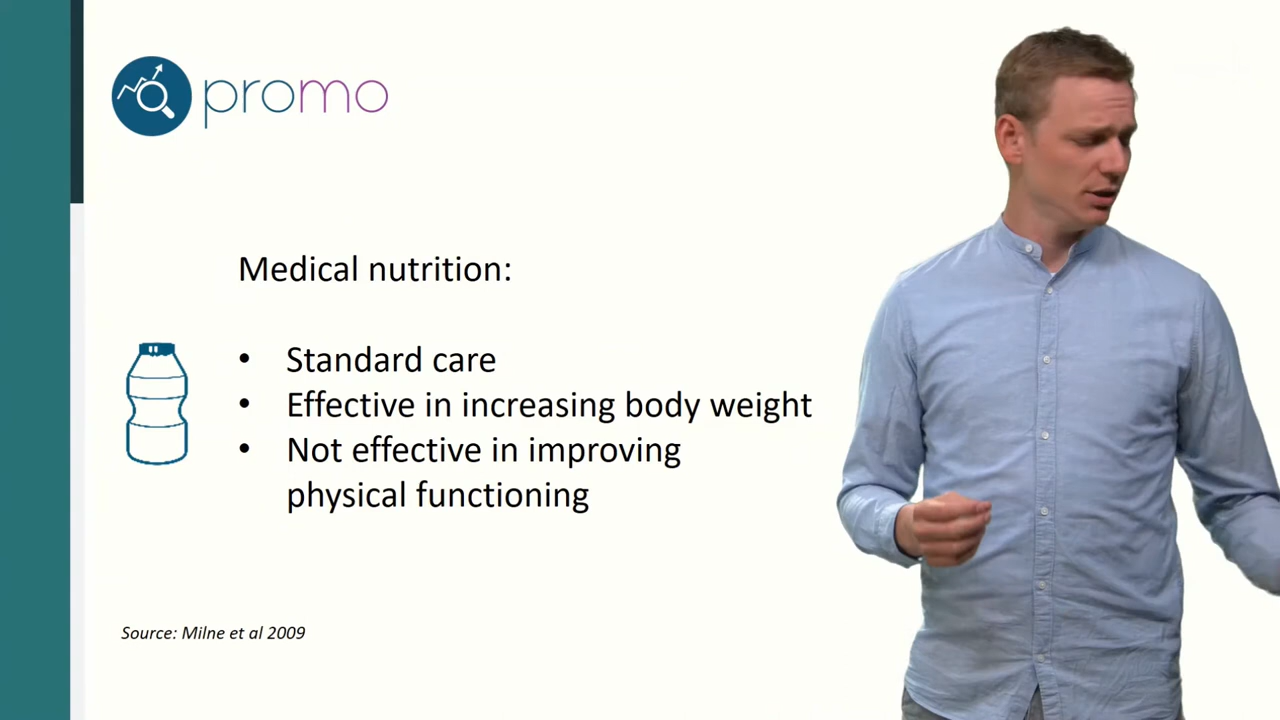 promo
Medical nutrition:
• Standard care
• Effective in increasing body weight
• Not effective in improving
physical functioning
Source: Milne et al 2009